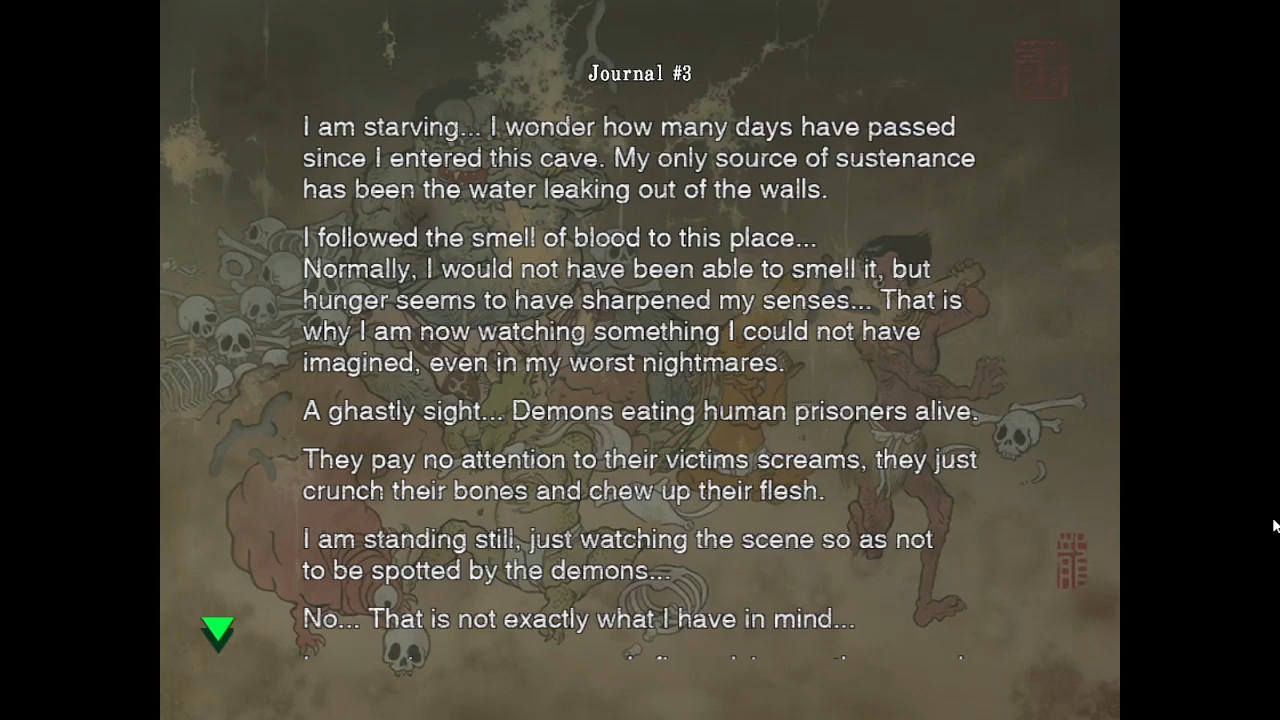 Journal #3
I am starving... I wonder how many days have passed
since I entered this cave. My only source of sustenance
has been the water leaking out of the walls.
I followed the smell of blood to this place...
Normally, I would not have been able to smell it, but
hunger seems to have sharpened my senses... That is
why I am now watching something I could not have
imagined, even in my worst nightmares.
A ghastly sight... Demons eating human prisoners alive.
They pay no attention to their victims screams, they just
crunch their bones and chew up their flesh.
I am standing still, just watching the scene so as not
to be spotted by the demons...
No... That is not exactly what I have in mind...